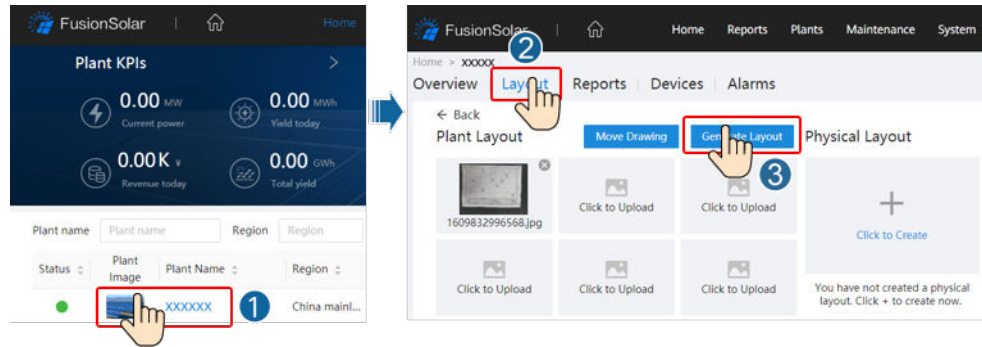 FusionSolar
Home
Plant KPIs >
0.00 MW
Current power
0.00 MWh
Yield today
0.00K ¥
Revenue today
0.00 GWh
Total yield
Plant name Plant name Region Region
Status Plant Image Plant Name Region
XXXXXX China mainl...
1
FusionSolar Home Reports Plants Maintenance System
Home > XXXXX
2
Overview Layout Reports Devices Alarms
← Back
Plant Layout Move Drawing Generate Layout Physical Layout
3
1609832996568.jpg
Click to Upload
Click to Upload
Click to Create
Click to Upload
Click to Upload
Click to Upload
You have not created a physical
layout. Click + to create now.